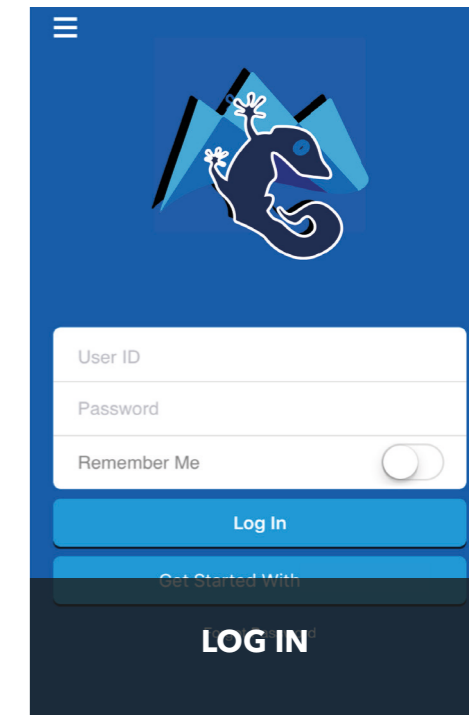 User ID
Password
Remember Me
Log In
Get Started With
LOG IN